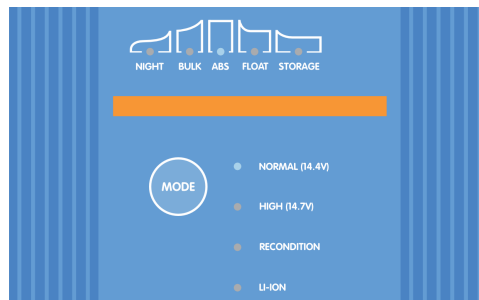 NIGHT BULK ABS FLOAT STORAGE
MODE
NORMAL (14.4V)
HIGH (14.7V)
RECONDITION
LI-ION